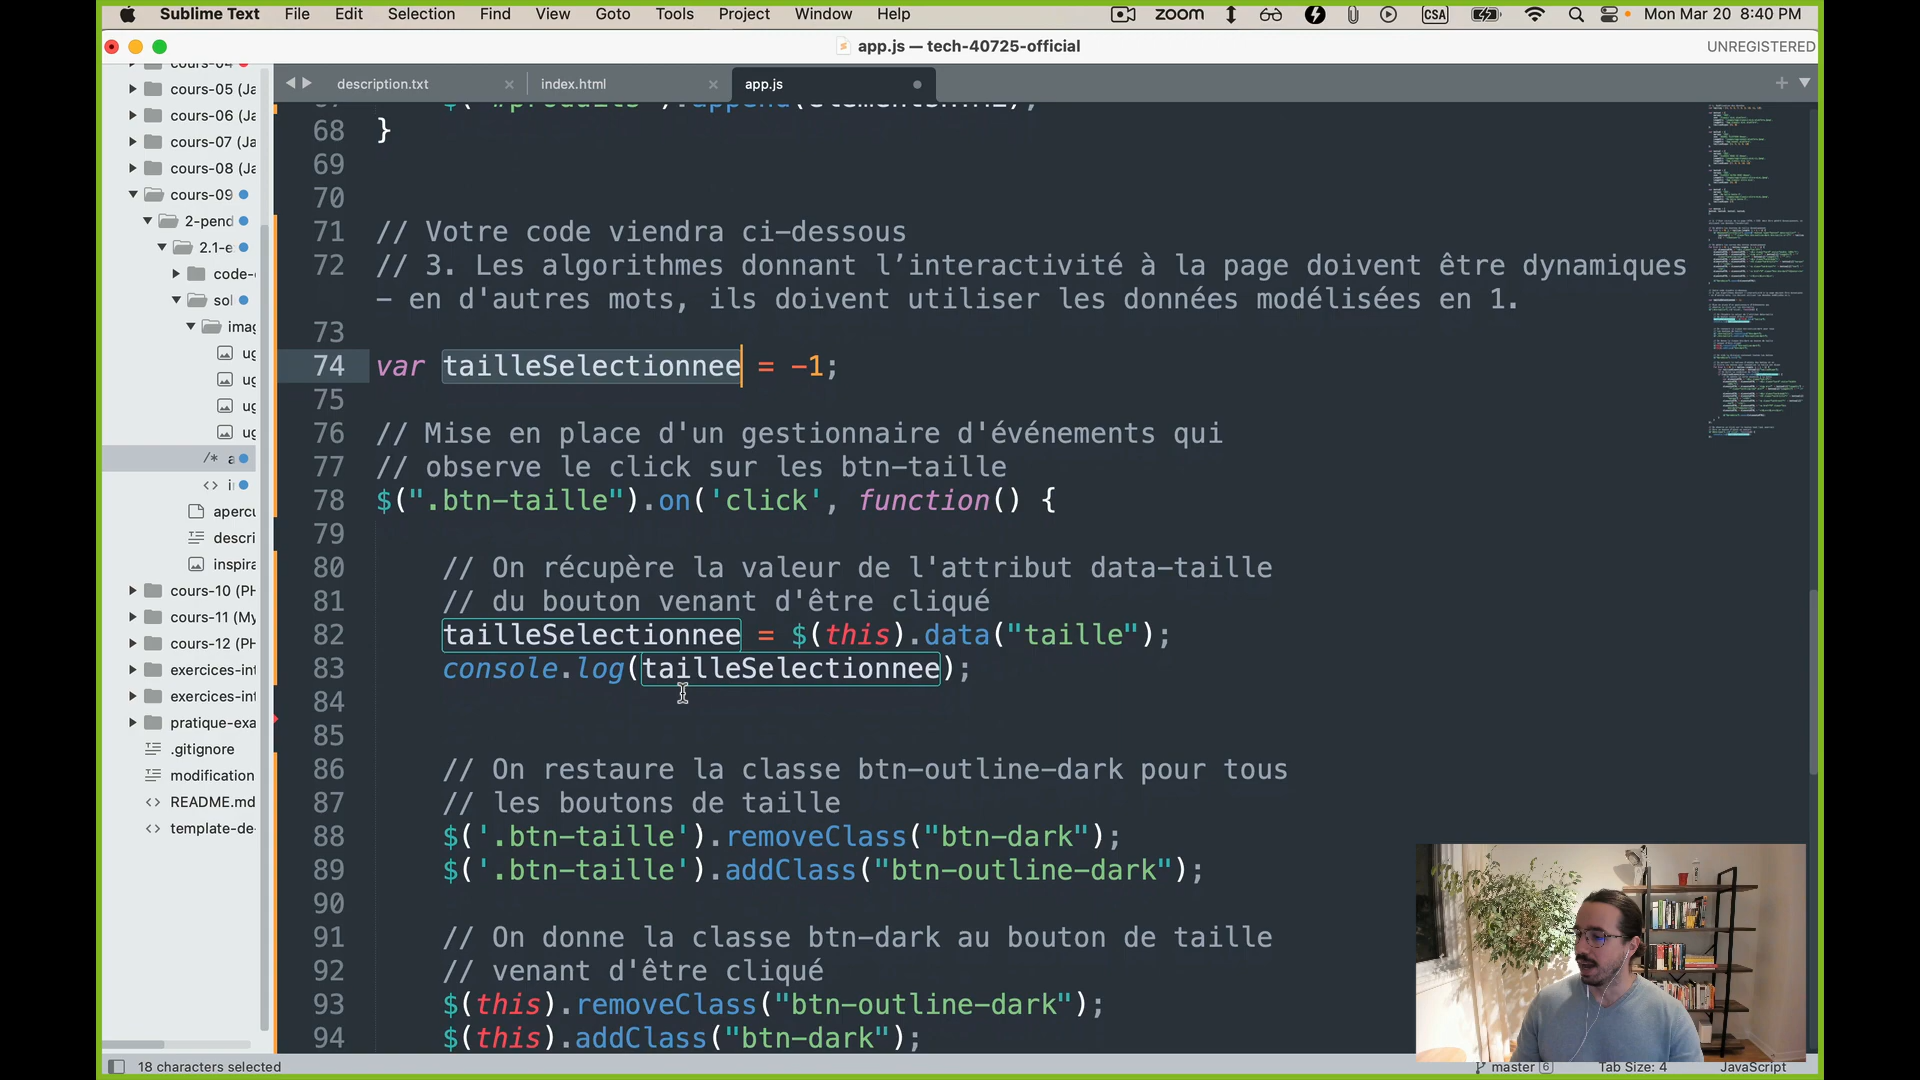 Sublime Text File Edit Selection Find View Goto Tools Project Window Help zoom CSA Mon Mar 20 8:40 PM
app.js — tech-40725-official UNREGISTERED
description.txt index.html app.js
cours-05 (Ja
cours-06 (Ja
cours-07 (Ja
cours-08 (Ja
cours-09
2-pend
2.1-e
code-
sol
imag
ug
ug
ug
ug
/* a
<> i
apercu
descri
inspira
cours-10 (PH
cours-11 (My
cours-12 (PH
exercices-int
exercices-int
pratique-exa
.gitignore
modification
README.md
template-de-
68 }
69
70
71 // Votre code viendra ci-dessous
72 // 3. Les algorithmes donnant l’interactivité à la page doivent être dynamiques
– en d'autres mots, ils doivent utiliser les données modélisées en 1.
73
74 var tailleSelectionnee = -1;
75
76 // Mise en place d'un gestionnaire d'événements qui
77 // observe le click sur les btn-taille
78 $(".btn-taille").on('click', function() {
79
80 // On récupère la valeur de l'attribut data-taille
81 // du bouton venant d'être cliqué
82 tailleSelectionnee = $(this).data("taille");
83 console.log(tailleSelectionnee);
84
85
86 // On restaure la classe btn-outline-dark pour tous
87 // les boutons de taille
88 $('.btn-taille').removeClass("btn-dark");
89 $('.btn-taille').addClass("btn-outline-dark");
90
91 // On donne la classe btn-dark au bouton de taille
92 // venant d'être cliqué
93 $(this).removeClass("btn-outline-dark");
94 $(this).addClass("btn-dark");
18 characters selected master 6 Tab Size: 4 JavaScript